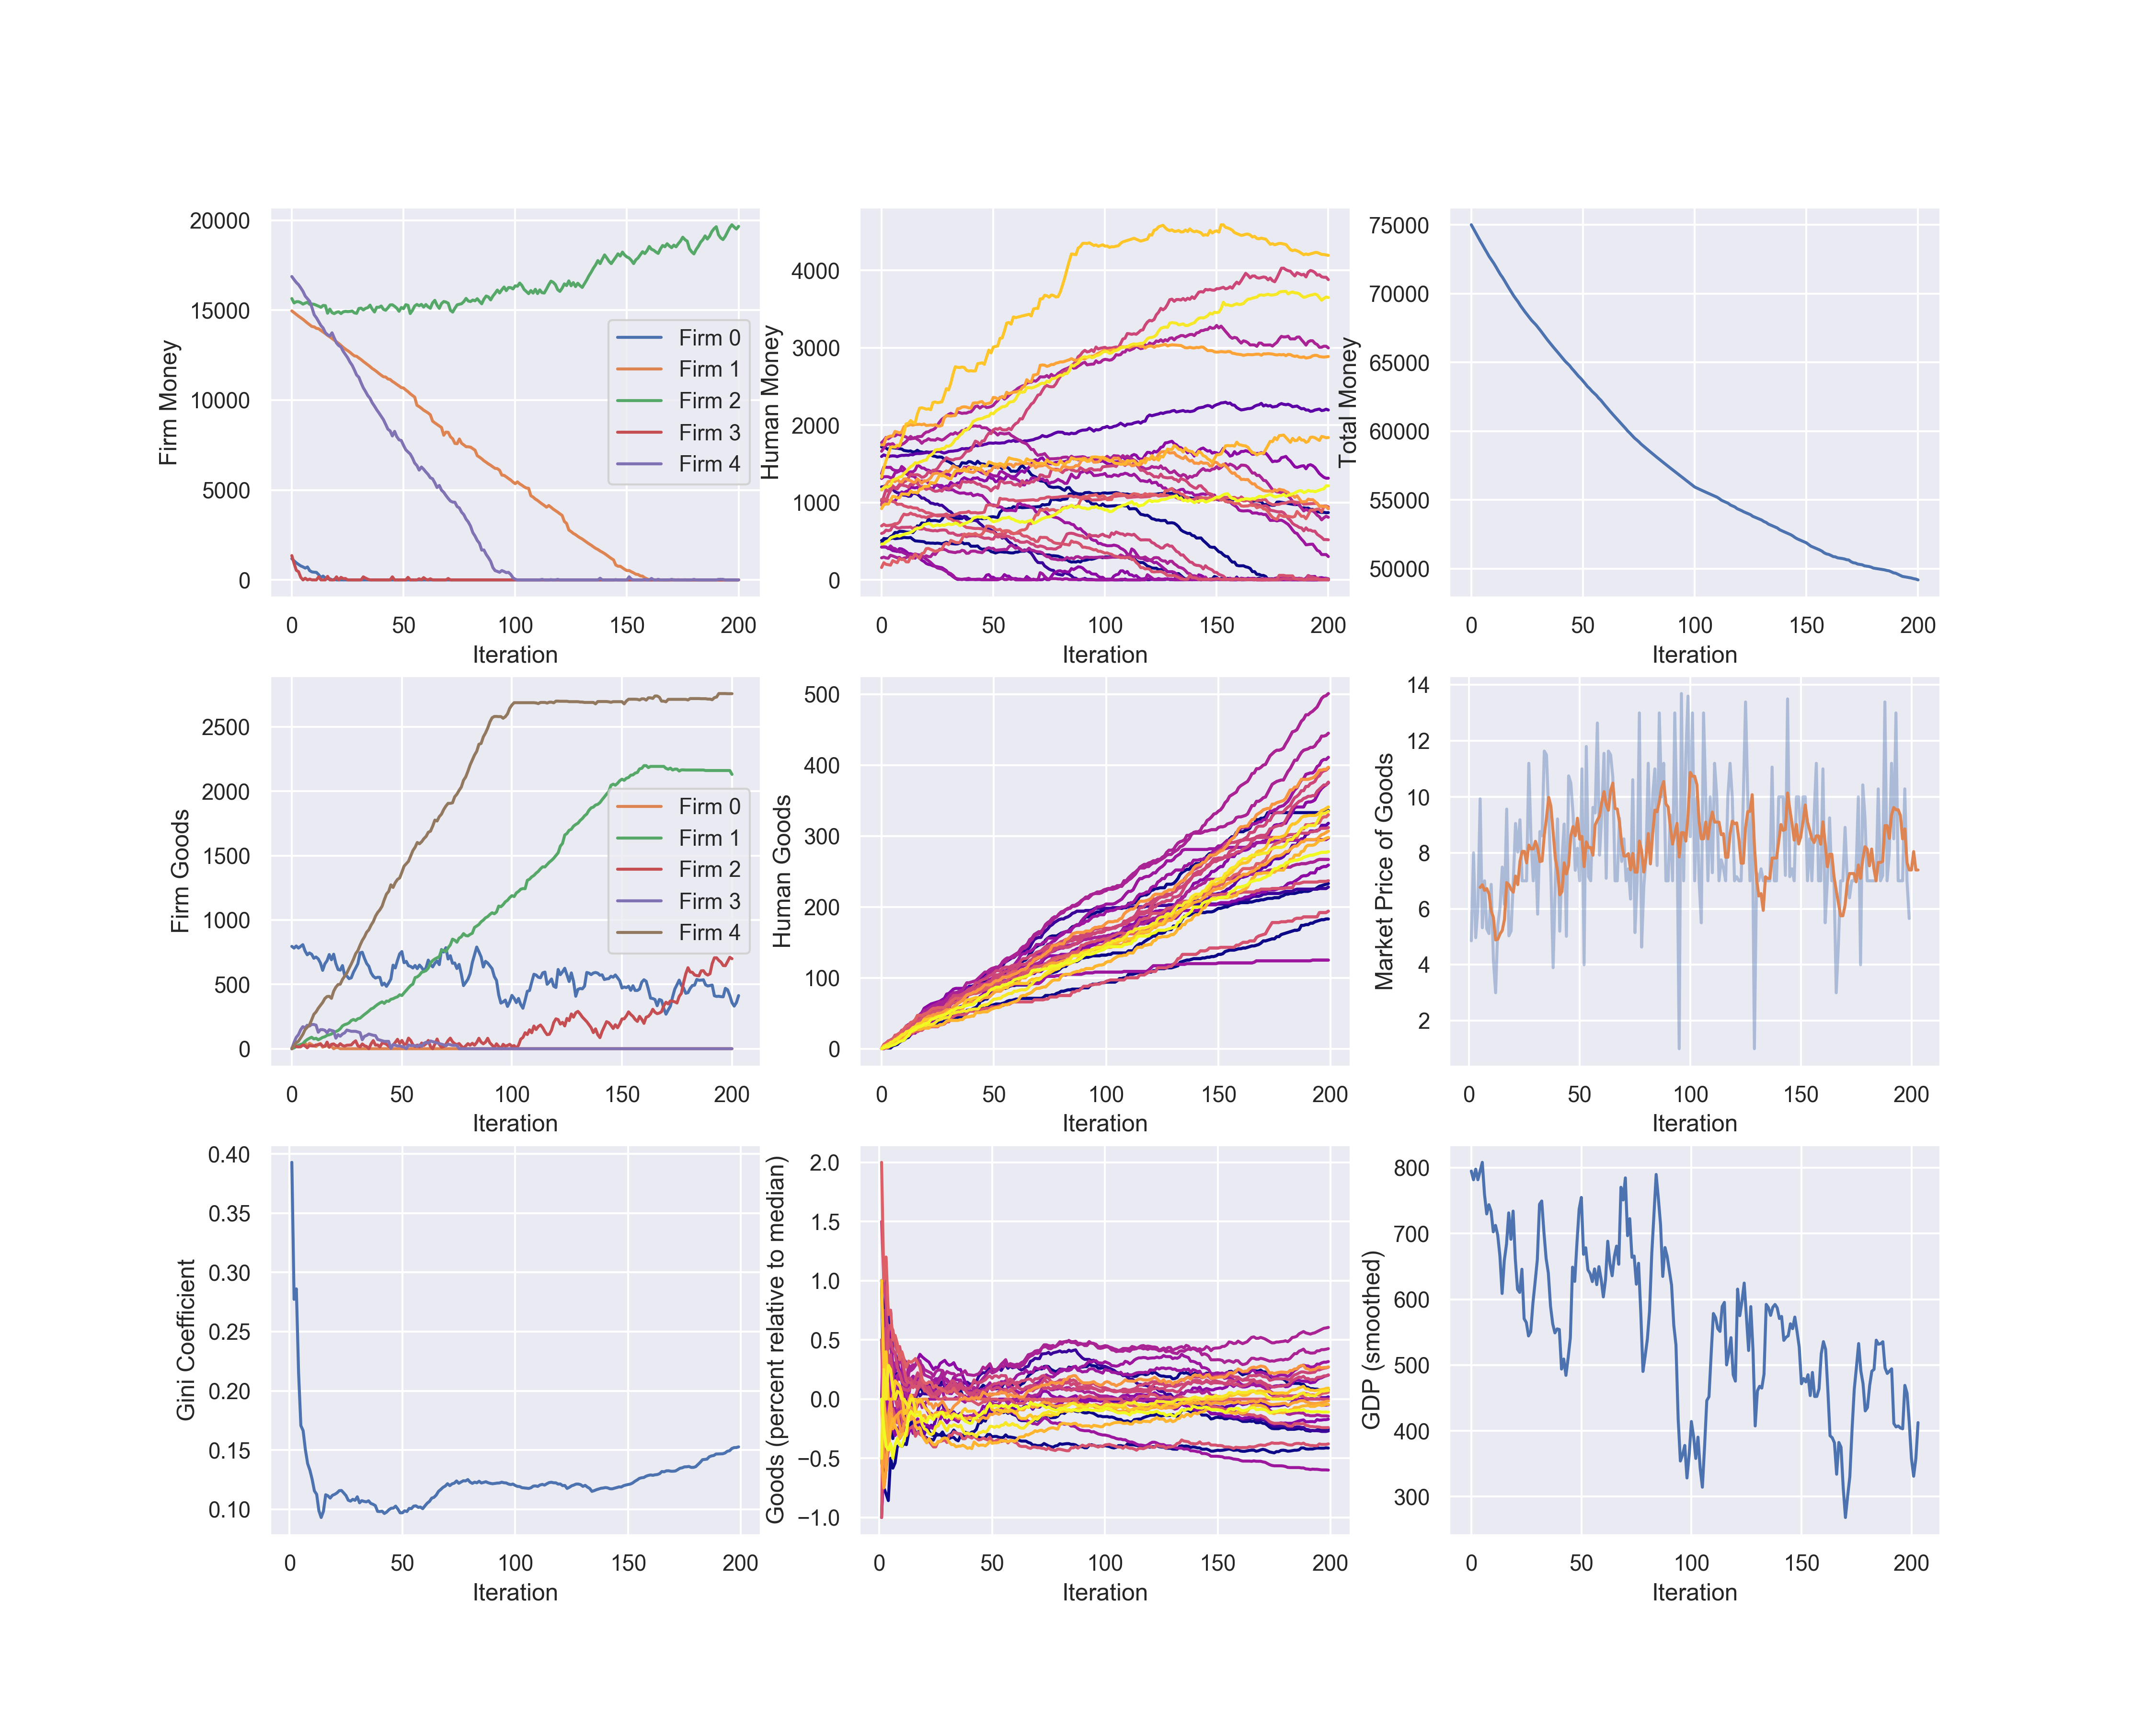 Firm Money
20000
15000
10000
5000
0
Firm 0
Firm 1
Firm 2
Firm 3
Firm 4
0 50 100 150 200
Iteration
Human Money
4000
3000
2000
1000
0
0 50 100 150 200
Iteration
Total Money
75000
70000
65000
60000
55000
50000
0 50 100 150 200
Iteration
Firm Goods
2500
2000
1500
1000
500
0
Firm 0
Firm 1
Firm 2
Firm 3
Firm 4
0 50 100 150 200
Iteration
Human Goods
500
400
300
200
100
0
0 50 100 150 200
Iteration
Market Price of Goods
14
12
10
8
6
4
2
0 50 100 150 200
Iteration
Gini Coefficient
0.40
0.35
0.30
0.25
0.20
0.15
0.10
0 50 100 150 200
Iteration
Goods (percent relative to median)
2.0
1.5
1.0
0.5
0.0
−0.5
−1.0
0 50 100 150 200
Iteration
GDP (smoothed)
800
700
600
500
400
300
0 50 100 150 200
Iteration